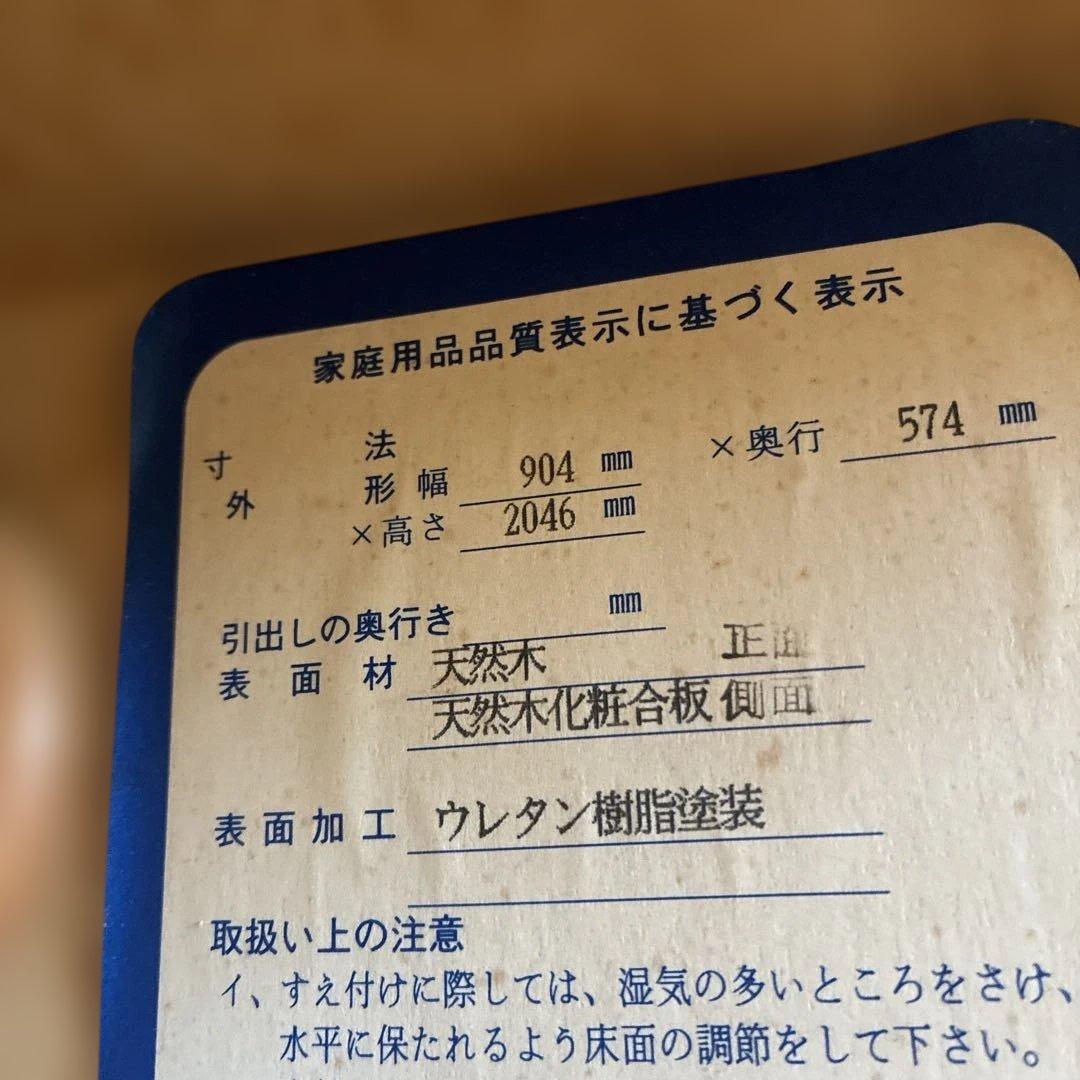 家庭用品品質表示に基づく表示
寸法
外形幅 904 mm ×奥行 574 mm
×高さ 2046 mm
引出しの奥行き mm
表面材 天然木 正面
天然木化粧合板 側面
表面加工 ウレタン樹脂塗装
取扱い上の注意
イ、すえ付けに際しては、湿気の多いところをさけ、
水平に保たれるよう床面の調節をして下さい。